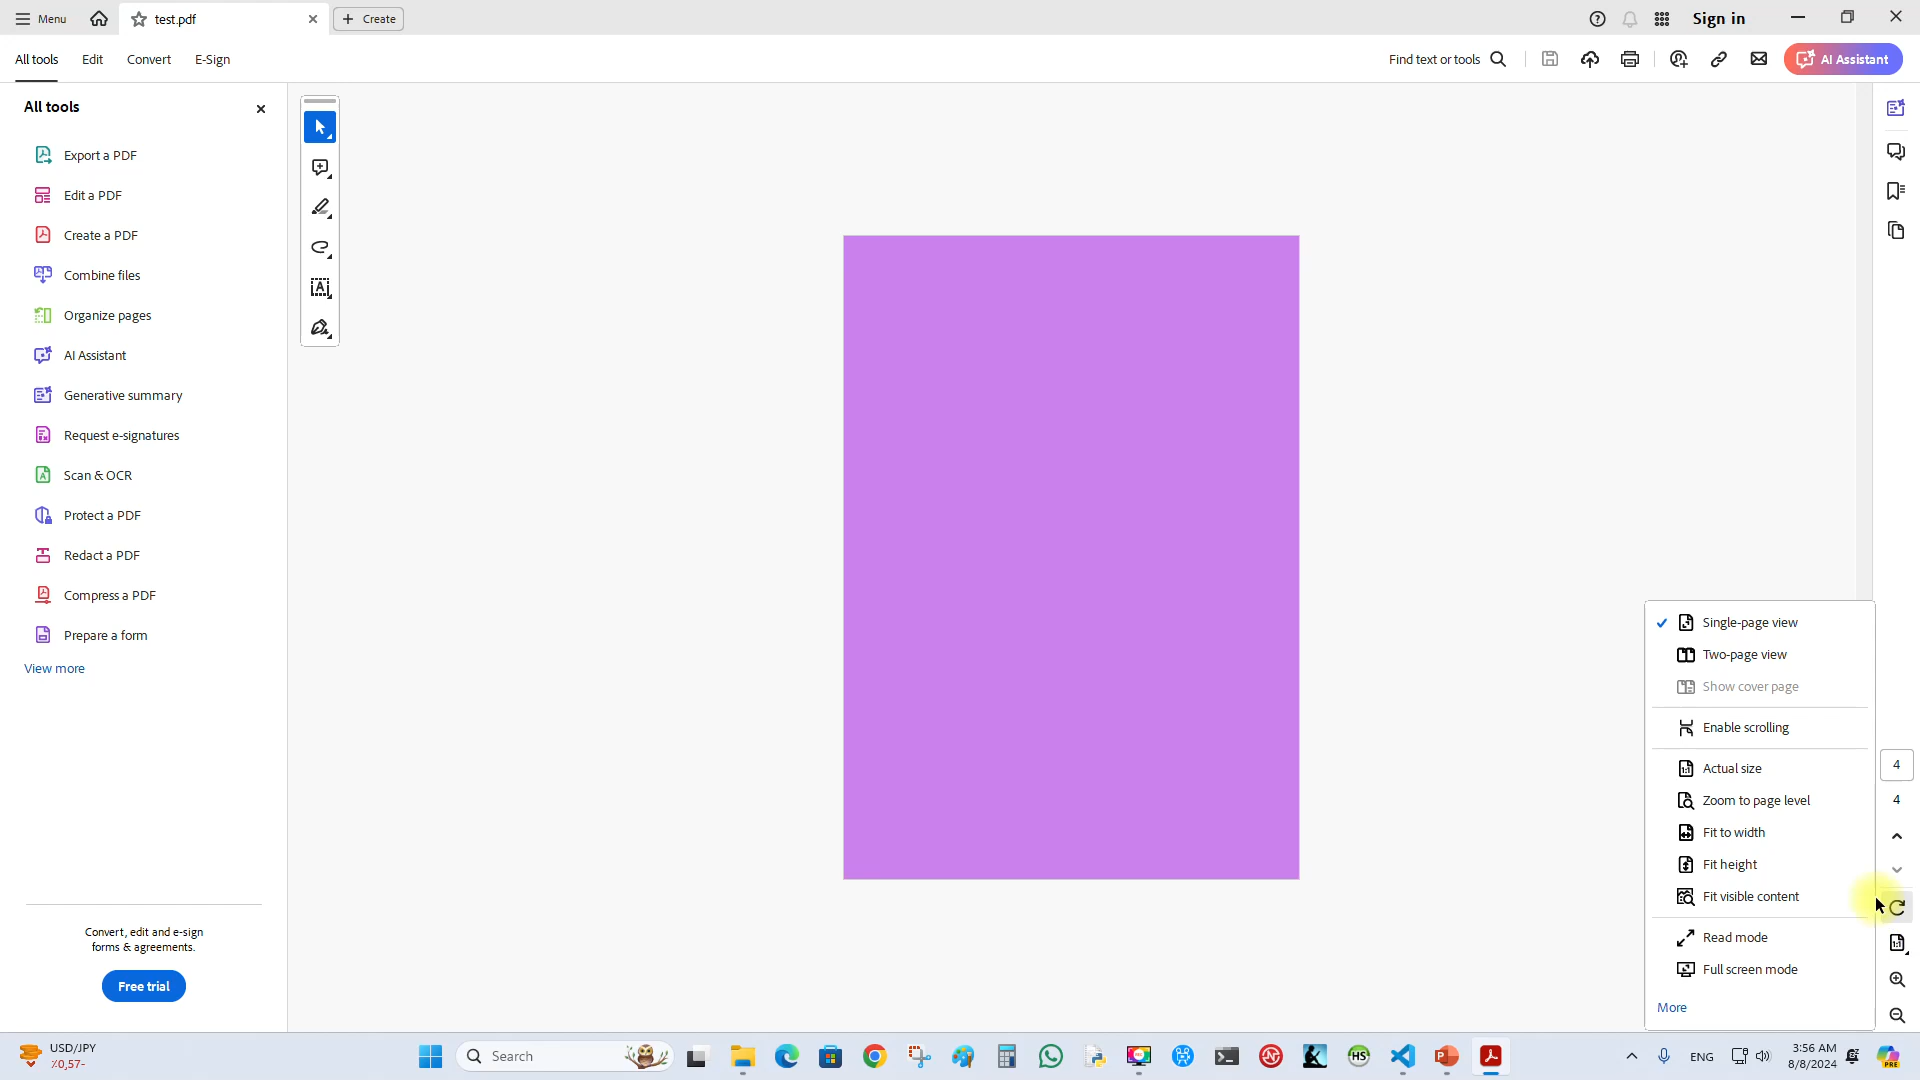 Menu
test.pdf
Create
Sign in
All tools
Edit
Convert
E-Sign
Find text or tools
AI Assistant
All tools
Export a PDF
Edit a PDF
Create a PDF
Combine files
Organize pages
AI Assistant
Generative summary
Request e-signatures
Scan & OCR
Protect a PDF
Redact a PDF
Compress a PDF
Prepare a form
View more
Convert, edit and e-sign
forms & agreements.
Free trial
Single-page view
Two-page view
Show cover page
Enable scrolling
Actual size
Zoom to page level
Fit to width
Fit height
Fit visible content
Read mode
Full screen mode
More
4
4
USD/JPY
٪0,57-
Search
HS
ENG
3:56 AM
8/8/2024
PRE